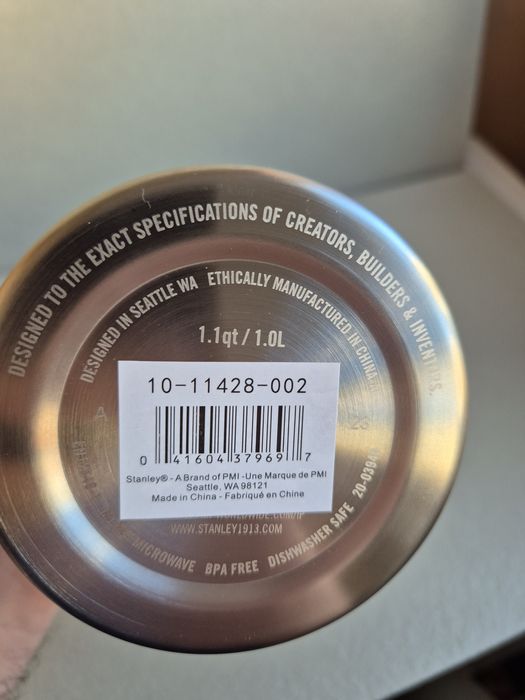 DESIGNED TO THE EXACT SPECIFICATIONS OF CREATORS, BUILDERS & INVENTORS.
DESIGNED IN SEATTLE WA ETHICALLY MANUFACTURED IN CHINA
1.1qt / 1.0L
10-11428-002
0 41604 37969 7
Stanley® - A Brand of PMI -Une Marque de PMI
Seattle, WA 98121
Made in China - Fabriqué en Chine
WWW.STANLEY1913.COM
MICROWAVE BPA FREE DISHWASHER SAFE